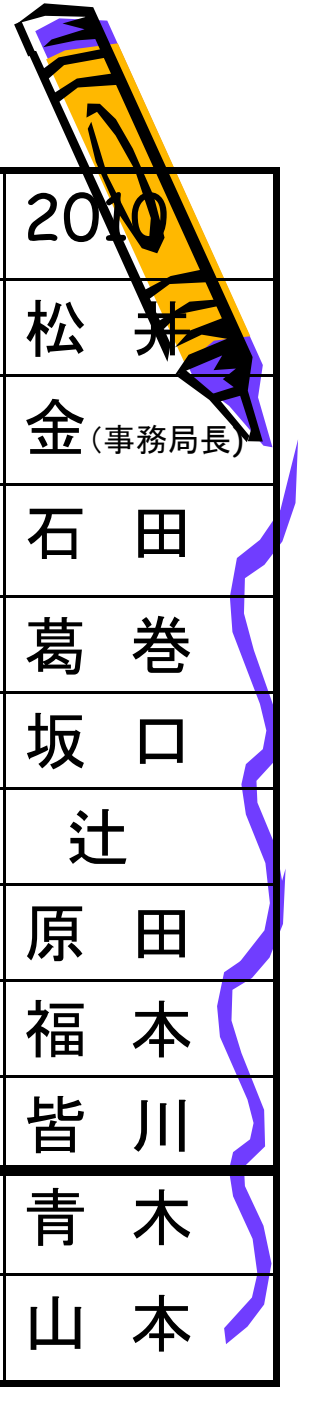 2010
松 井
金(事務局長)
石 田
葛 巻
坂 口
辻
原 田
福 本
皆 川
青 木
山 本